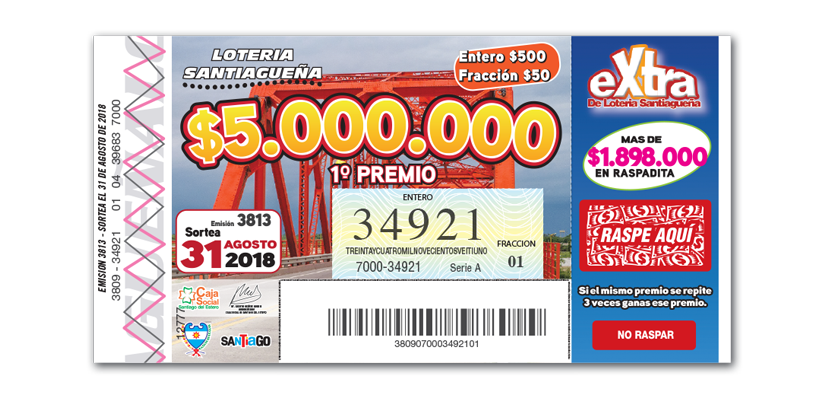 EMISIÓN 3813 - SORTEA EL 31 DE AGOSTO DE 2018
3809 - 34921 01 04 39683 7000
LOTERIA
SANTIAGUEÑA
Entero $500
Fracción $50
$5.000.000
1º PREMIO
ENTERO
34921
TREINTAYCUATROMILNOVECIENTOSVEITIUNO
7000-34921 Serie A
FRACCION
01
Emisión 3813
Sortea
31 AGOSTO
2018
Caja
Social
Santiago del Estero
12777
SANTIAGO
3809070003492101
eXtra
De Lotería Santiagueña
MAS DE
$1.898.000
EN RASPADITA
RASPE AQUÍ
Si el mismo premio se repite
3 veces ganas ese premio.
NO RASPAR